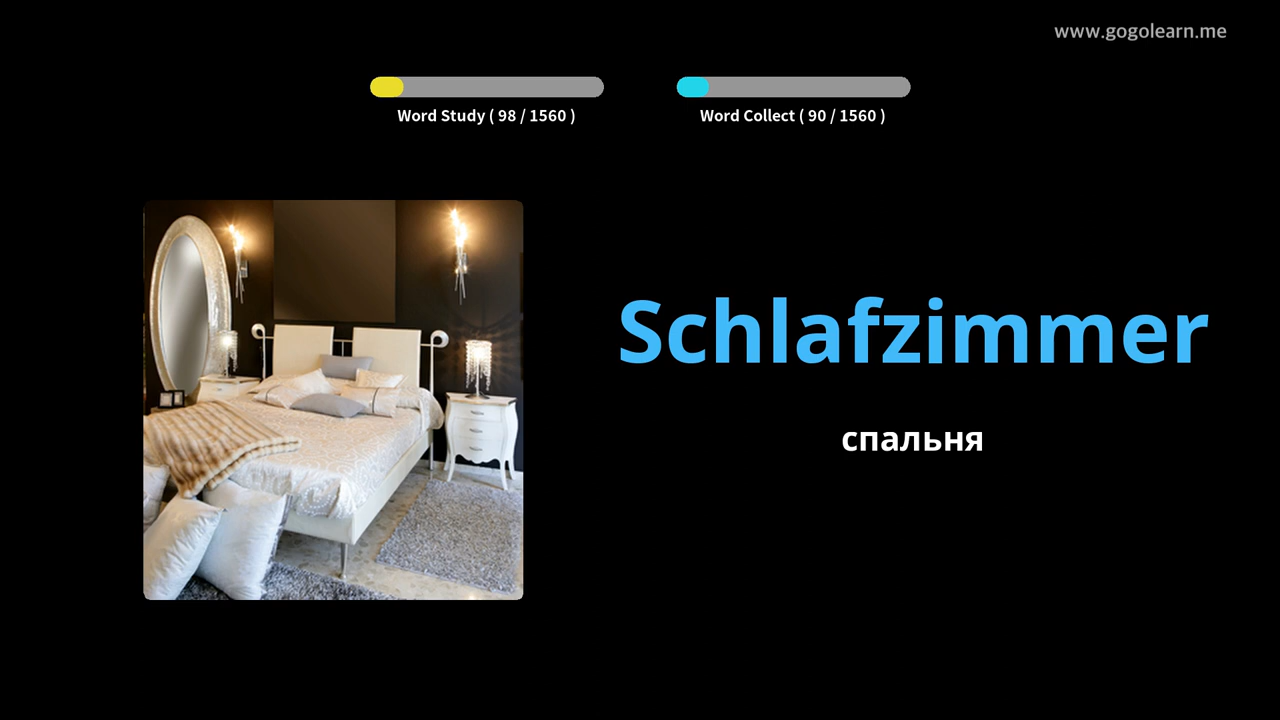 www.gogolearn.me
Word Study ( 98 / 1560 )
Word Collect ( 90 / 1560 )
Schlafzimmer
спальня